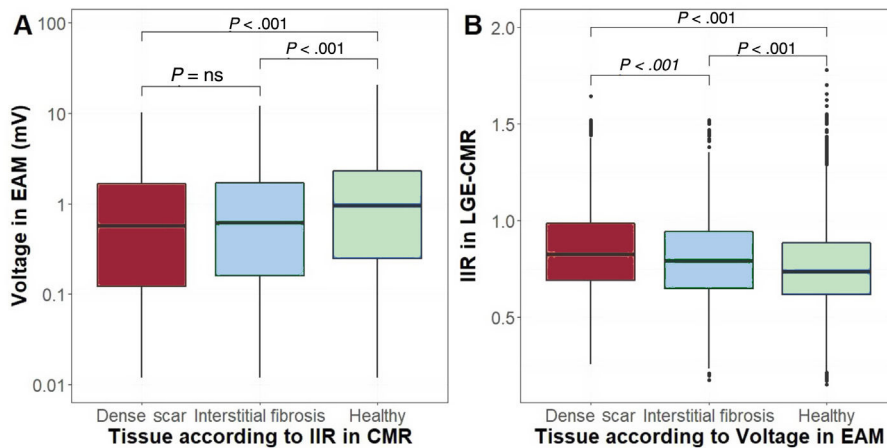 A
P < .001
P < .001
P = ns
100
10
1
0.1
0.01
Voltage in EAM (mV)
Dense scar Interstitial fibrosis Healthy
Tissue according to IIR in CMR
B
P < .001
P < .001
P < .001
2.0
1.5
1.0
0.5
IIR in LGE-CMR
Dense scar Interstitial fibrosis Healthy
Tissue according to Voltage in EAM